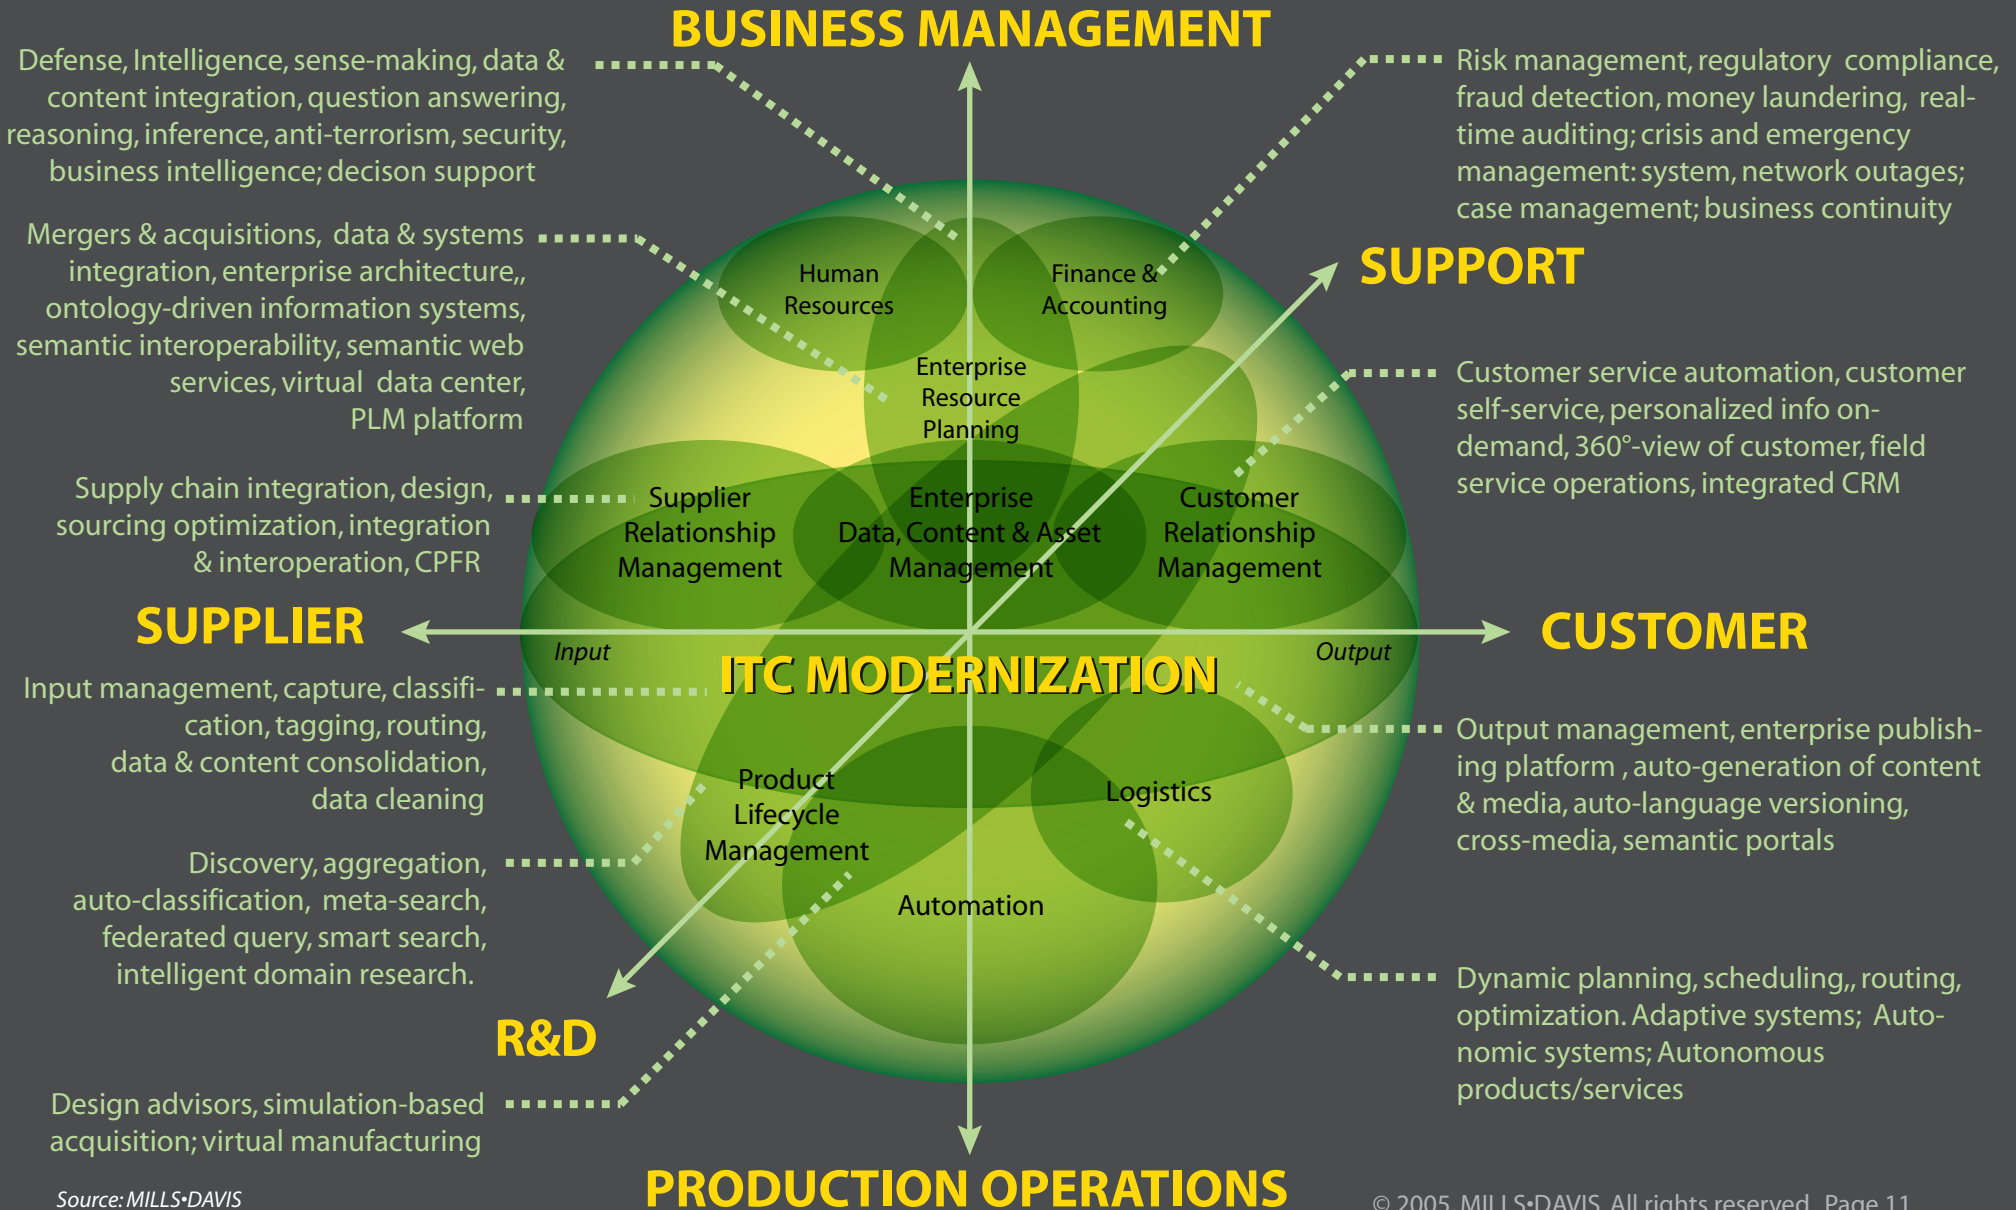 BUSINESS MANAGEMENT
Defense, Intelligence, sense-making, data &
content integration, question answering,
reasoning, inference, anti-terrorism, security,
business intelligence; decison support
Mergers & acquisitions, data & systems
integration, enterprise architecture,,
ontology-driven information systems,
semantic interoperability, semantic web
services, virtual data center,
PLM platform
Supply chain integration, design,
sourcing optimization, integration
& interoperation, CPFR
SUPPLIER
Input management, capture, classifi-
cation, tagging, routing,
data & content consolidation,
data cleaning
Discovery, aggregation,
auto-classification, meta-search,
federated query, smart search,
intelligent domain research.
R&D
Design advisors, simulation-based
acquisition; virtual manufacturing
Human
Resources
Finance &
Accounting
Enterprise
Resource
Planning
Supplier
Relationship
Management
Enterprise
Data, Content & Asset
Management
Customer
Relationship
Management
Input
Output
ITC MODERNIZATION
Product
Lifecycle
Management
Logistics
Automation
Risk management, regulatory compliance,
fraud detection, money laundering, real-
time auditing; crisis and emergency
management: system, network outages;
case management; business continuity
SUPPORT
Customer service automation, customer
self-service, personalized info on-
demand, 360°-view of customer, field
service operations, integrated CRM
CUSTOMER
Output management, enterprise publish-
ing platform , auto-generation of content
& media, auto-language versioning,
cross-media, semantic portals
Dynamic planning, scheduling,, routing,
optimization. Adaptive systems; Auto-
nomic systems; Autonomous
products/services
PRODUCTION OPERATIONS
Source: MILLS•DAVIS
© 2005. MILLS•DAVIS. All rights reserved. Page 11